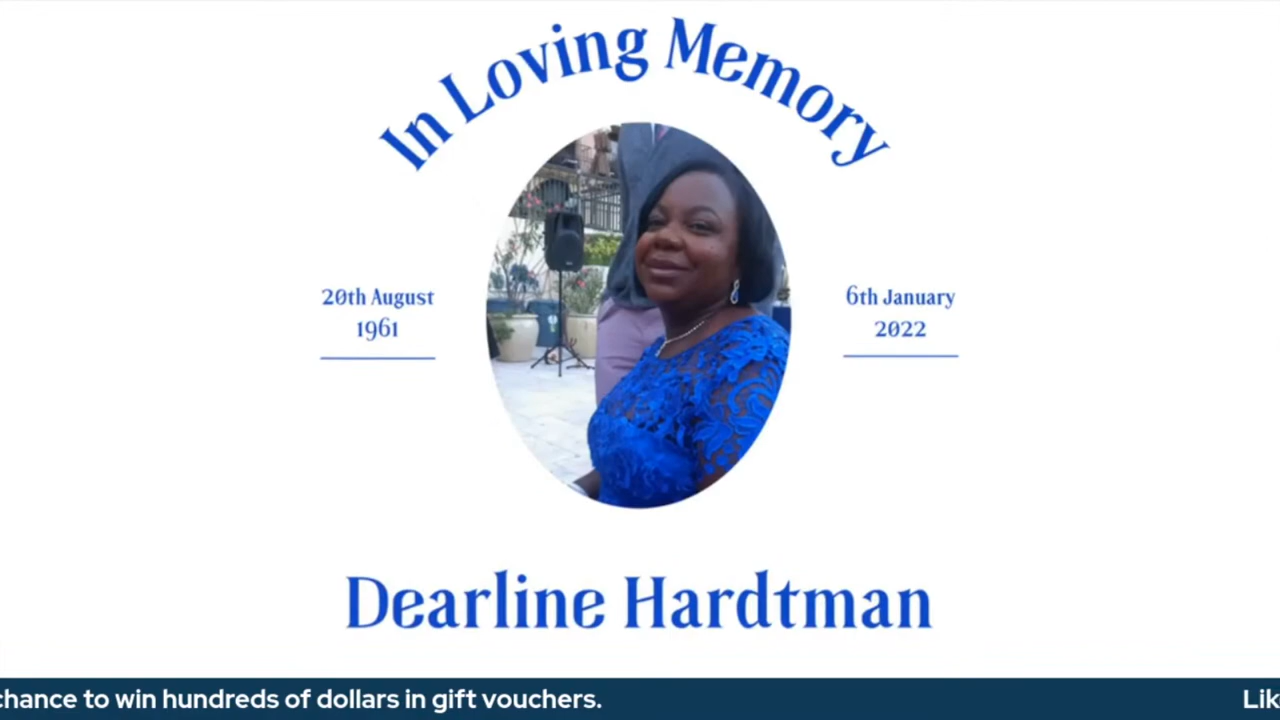 In Loving Memory
20th August
1961
6th January
2022
Dearline Hardtman
chance to win hundreds of dollars in gift vouchers.
Lik